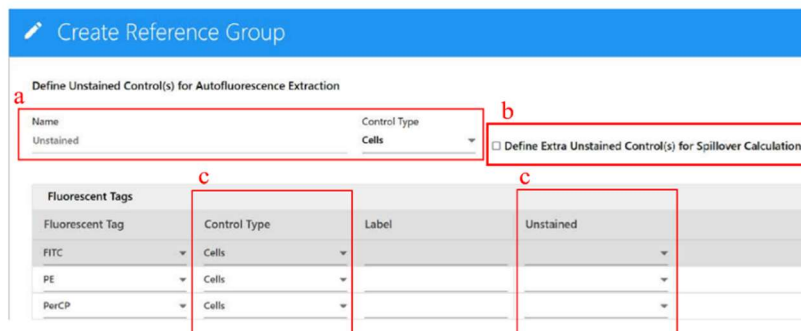 Create Reference Group
Define Unstained Control(s) for Autofluorescence Extraction
a
b
Name Control Type
Unstained Cells
Define Extra Unstained Control(s) for Spillover Calculation
c c
Fluorescent Tags
Fluorescent Tag Control Type Label Unstained
FITC Cells
PE Cells
PerCP Cells